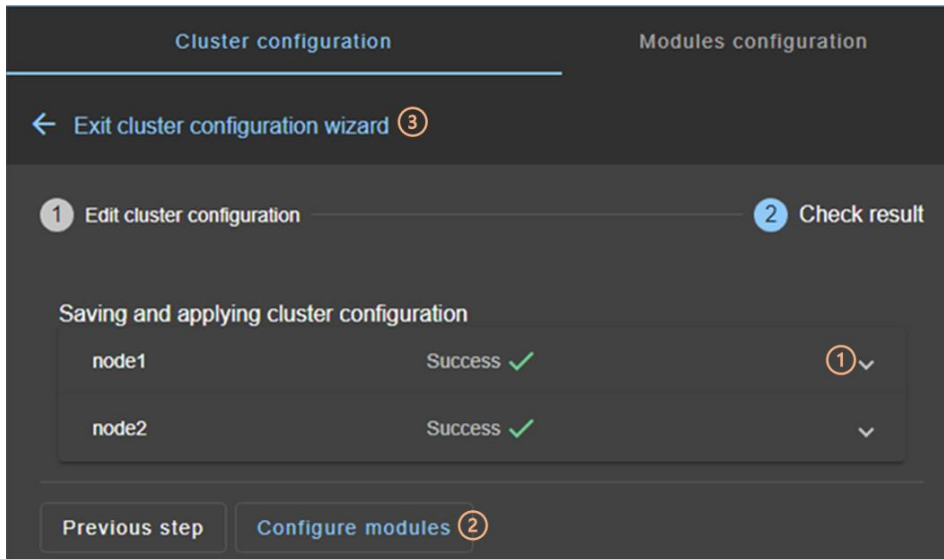 Cluster configuration Modules configuration
← Exit cluster configuration wizard ③
1 Edit cluster configuration 2 Check result
Saving and applying cluster configuration
node1 Success ✓ ①
node2 Success ✓
Previous step Configure modules ②